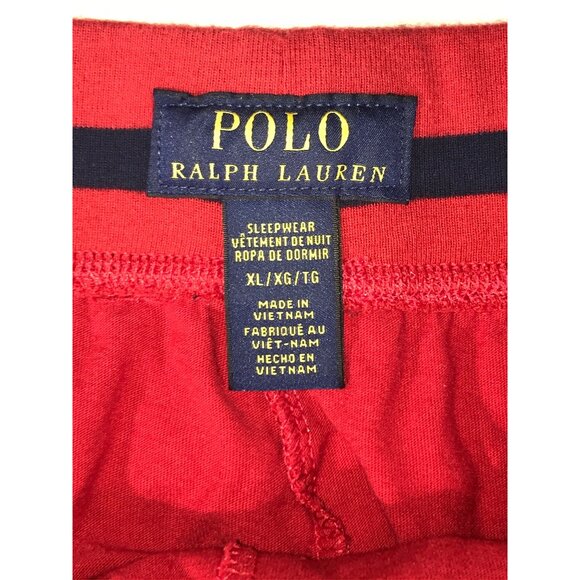 POLO
RALPH LAUREN
SLEEPWEAR
VÊTEMENT DE NUIT
ROPA DE DORMIR
XL/XG/TG
MADE IN
VIETNAM
FABRIQUÉ AU
VIÊT-NAM
HECHO EN
VIETNAM